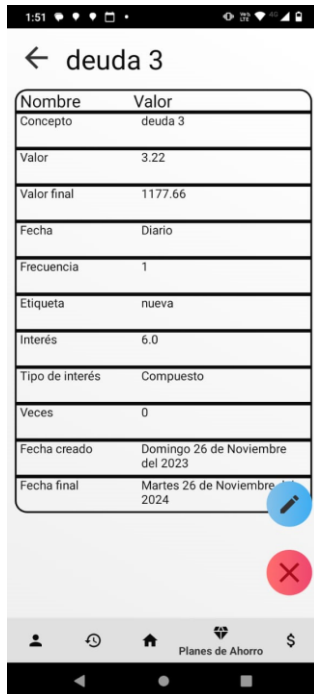 1:51
4G
deuda 3
Nombre Valor
Concepto deuda 3
Valor 3.22
Valor final 1177.66
Fecha Diario
Frecuencia 1
Etiqueta nueva
Interés 6.0
Tipo de interés Compuesto
Veces 0
Fecha creado Domingo 26 de Noviembre
del 2023
Fecha final Martes 26 de Noviembre
2024
Planes de Ahorro
$